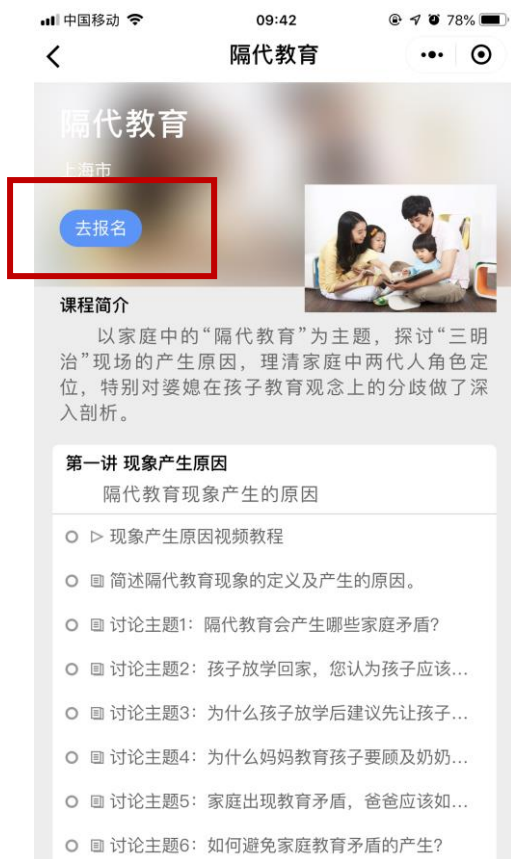 中国移动 09:42 78%
隔代教育
隔代教育
上海市
去报名
课程简介
以家庭中的“隔代教育”为主题，探讨“三明
治”现场的产生原因，理清家庭中两代人角色定
位，特别对婆媳在孩子教育观念上的分歧做了深
入剖析。
第一讲 现象产生原因
隔代教育现象产生的原因
现象产生原因视频教程
简述隔代教育现象的定义及产生的原因。
讨论主题1：隔代教育会产生哪些家庭矛盾？
讨论主题2：孩子放学回家，您认为孩子应该...
讨论主题3：为什么孩子放学后建议先让孩子...
讨论主题4：为什么妈妈教育孩子要顾及奶奶...
讨论主题5：家庭出现教育矛盾，爸爸应该如...
讨论主题6：如何避免家庭教育矛盾的产生？